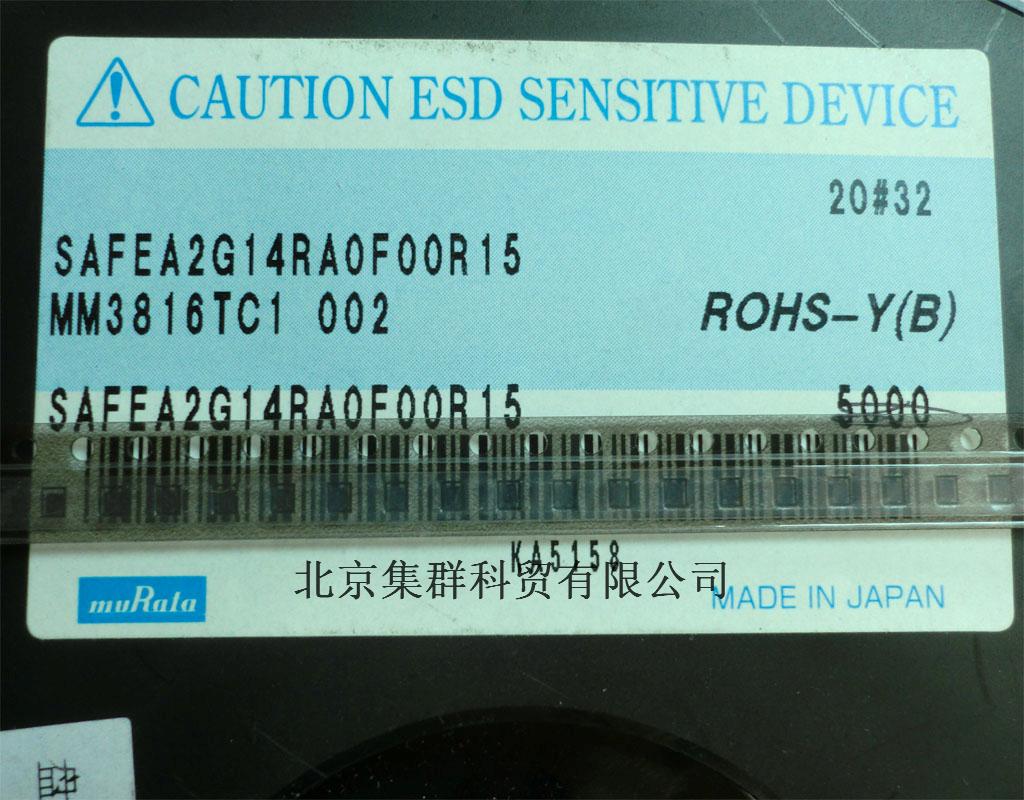 CAUTION ESD SENSITIVE DEVICE
20#32
SAFEA2G14RA0F00R15
MM3816TC1 002
ROHS-Y(B)
SAFEA2G14RA0F00R15
5000
KA5158
北京集群科贸有限公司
muRata
MADE IN JAPAN